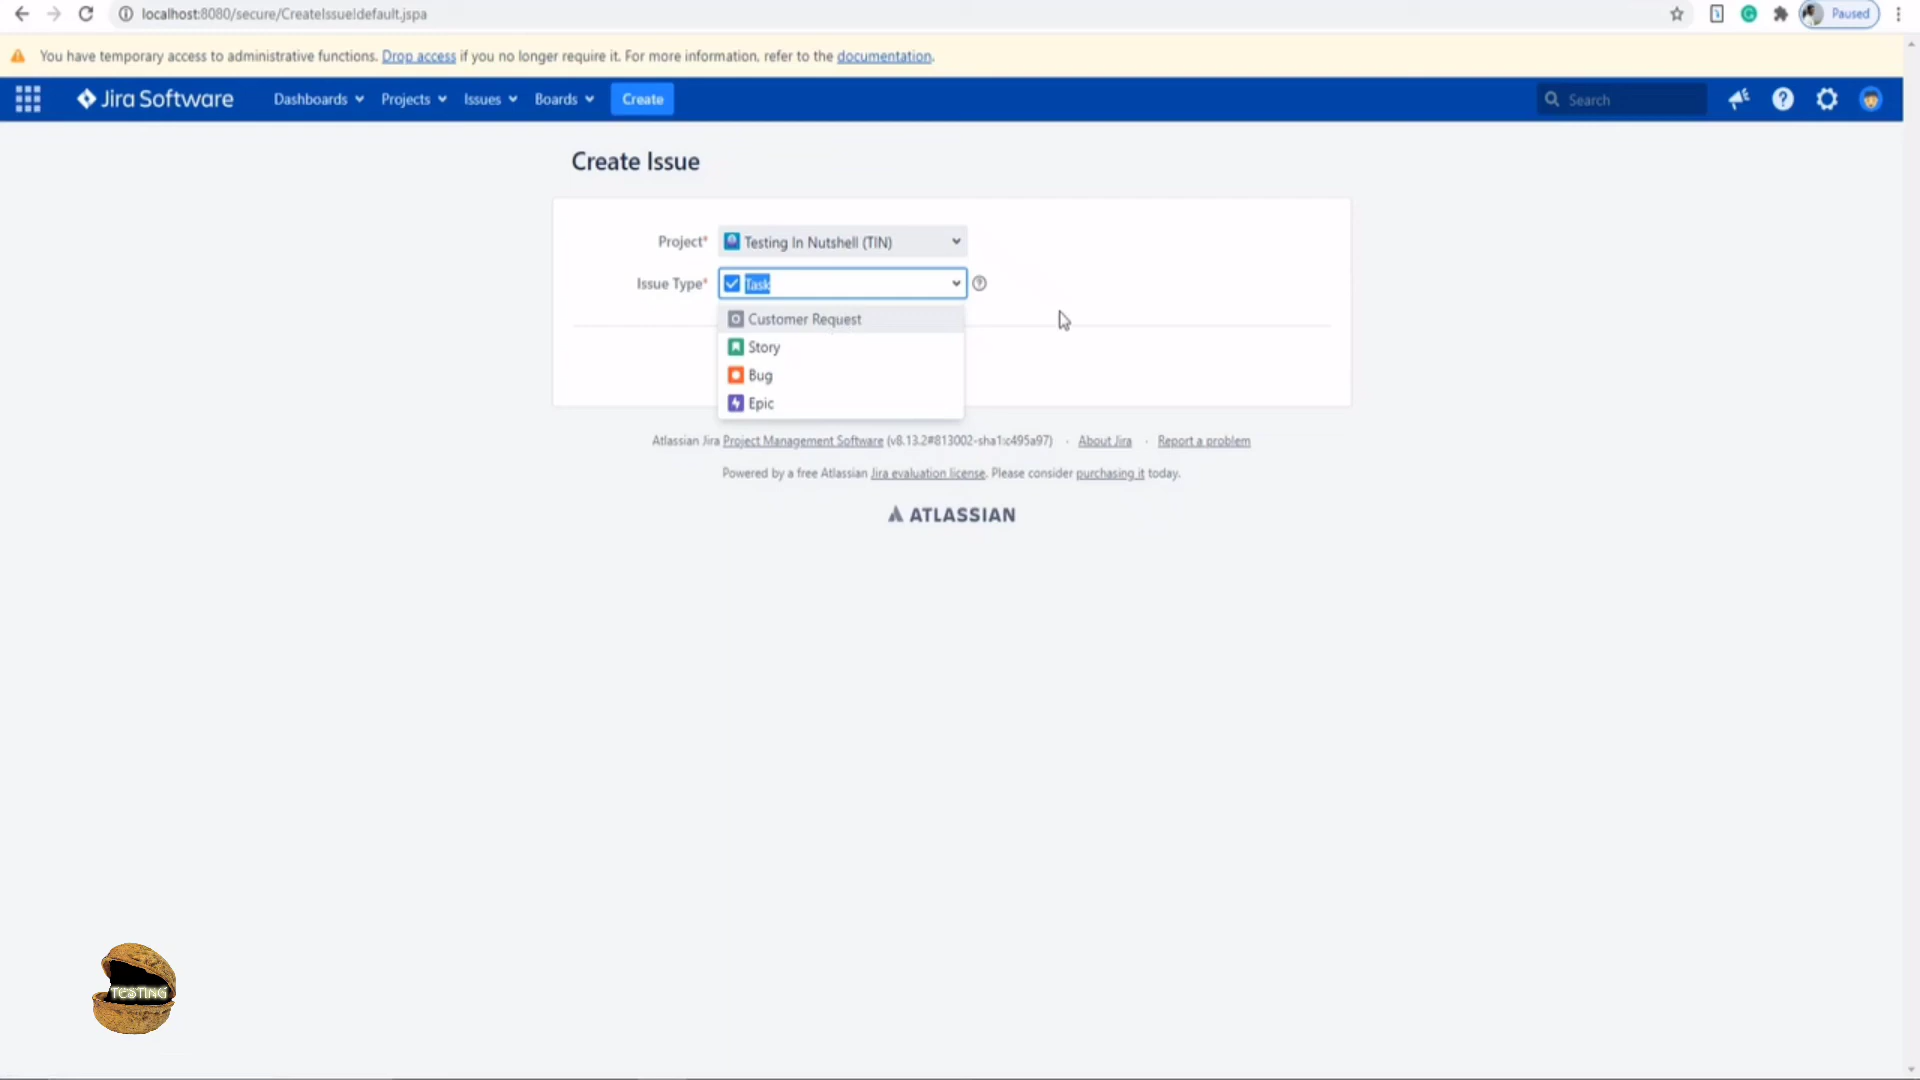 localhost:8080/secure/CreateIssue!default.jspa
Paused
You have temporary access to administrative functions. Drop access if you no longer require it. For more information, refer to the documentation.
Jira Software Dashboards Projects Issues Boards Create Search
Create Issue
Project* Testing In Nutshell (TIN)
Issue Type* Task
Customer Request
Story
Bug
Epic
Atlassian Jira Project Management Software (v8.13.2#813002-sha1:c495a97) · About Jira · Report a problem
Powered by a free Atlassian Jira evaluation license. Please consider purchasing it today.
ATLASSIAN
TESTING